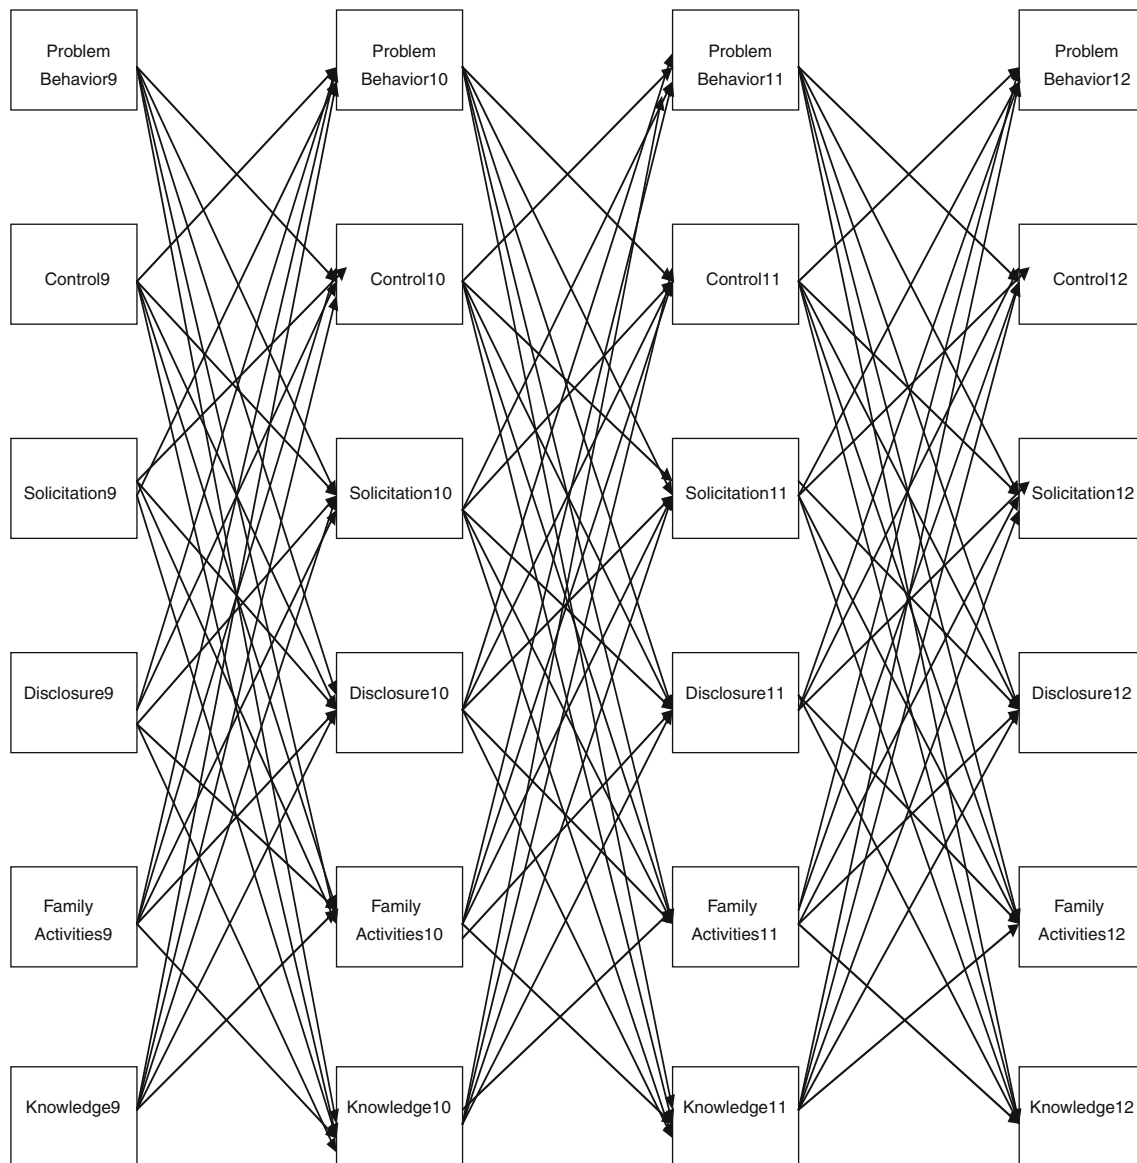 Problem
Behavior9
Problem
Behavior10
Problem
Behavior11
Problem
Behavior12
Control9
Control10
Control11
Control12
Solicitation9
Solicitation10
Solicitation11
Solicitation12
Disclosure9
Disclosure10
Disclosure11
Disclosure12
Family
Activities9
Family
Activities10
Family
Activities11
Family
Activities12
Knowledge9
Knowledge10
Knowledge11
Knowledge12